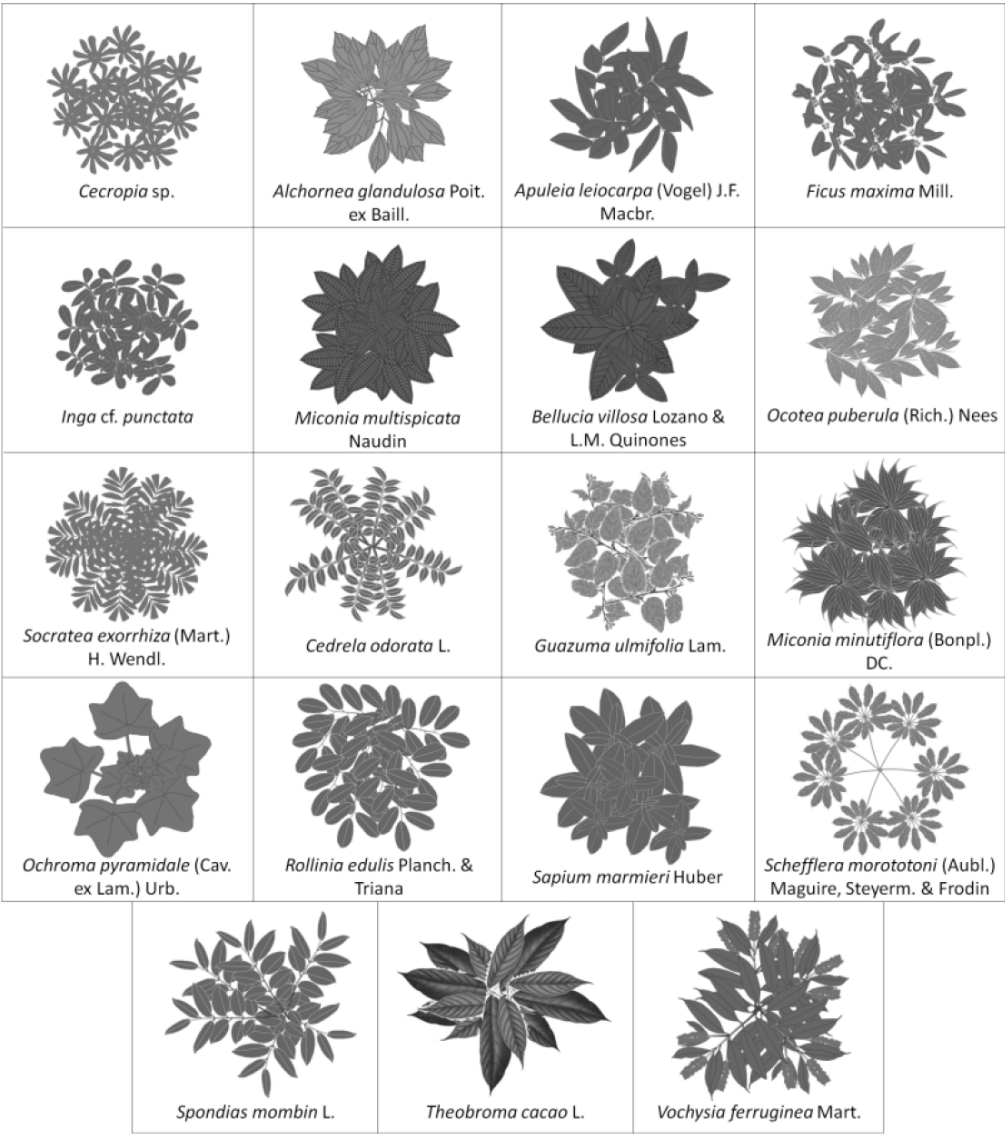 Cecropia sp.
Alchornea glandulosa Poit.
ex Baill.
Apuleia leiocarpa (Vogel) J.F.
Macbr.
Ficus maxima Mill.
Inga cf. punctata
Miconia multispicata
Naudin
Bellucia villosa Lozano &
L.M. Quinones
Ocotea puberula (Rich.) Nees
Socratea exorrhiza (Mart.)
H. Wendl.
Cedrela odorata L.
Guazuma ulmifolia Lam.
Miconia minutiflora (Bonpl.)
DC.
Ochroma pyramidale (Cav.
ex Lam.) Urb.
Rollinia edulis Planch. &
Triana
Sapium marmieri Huber
Schefflera morototoni (Aubl.)
Maguire, Steyerm. & Frodin
Spondias mombin L.
Theobroma cacao L.
Vochysia ferruginea Mart.